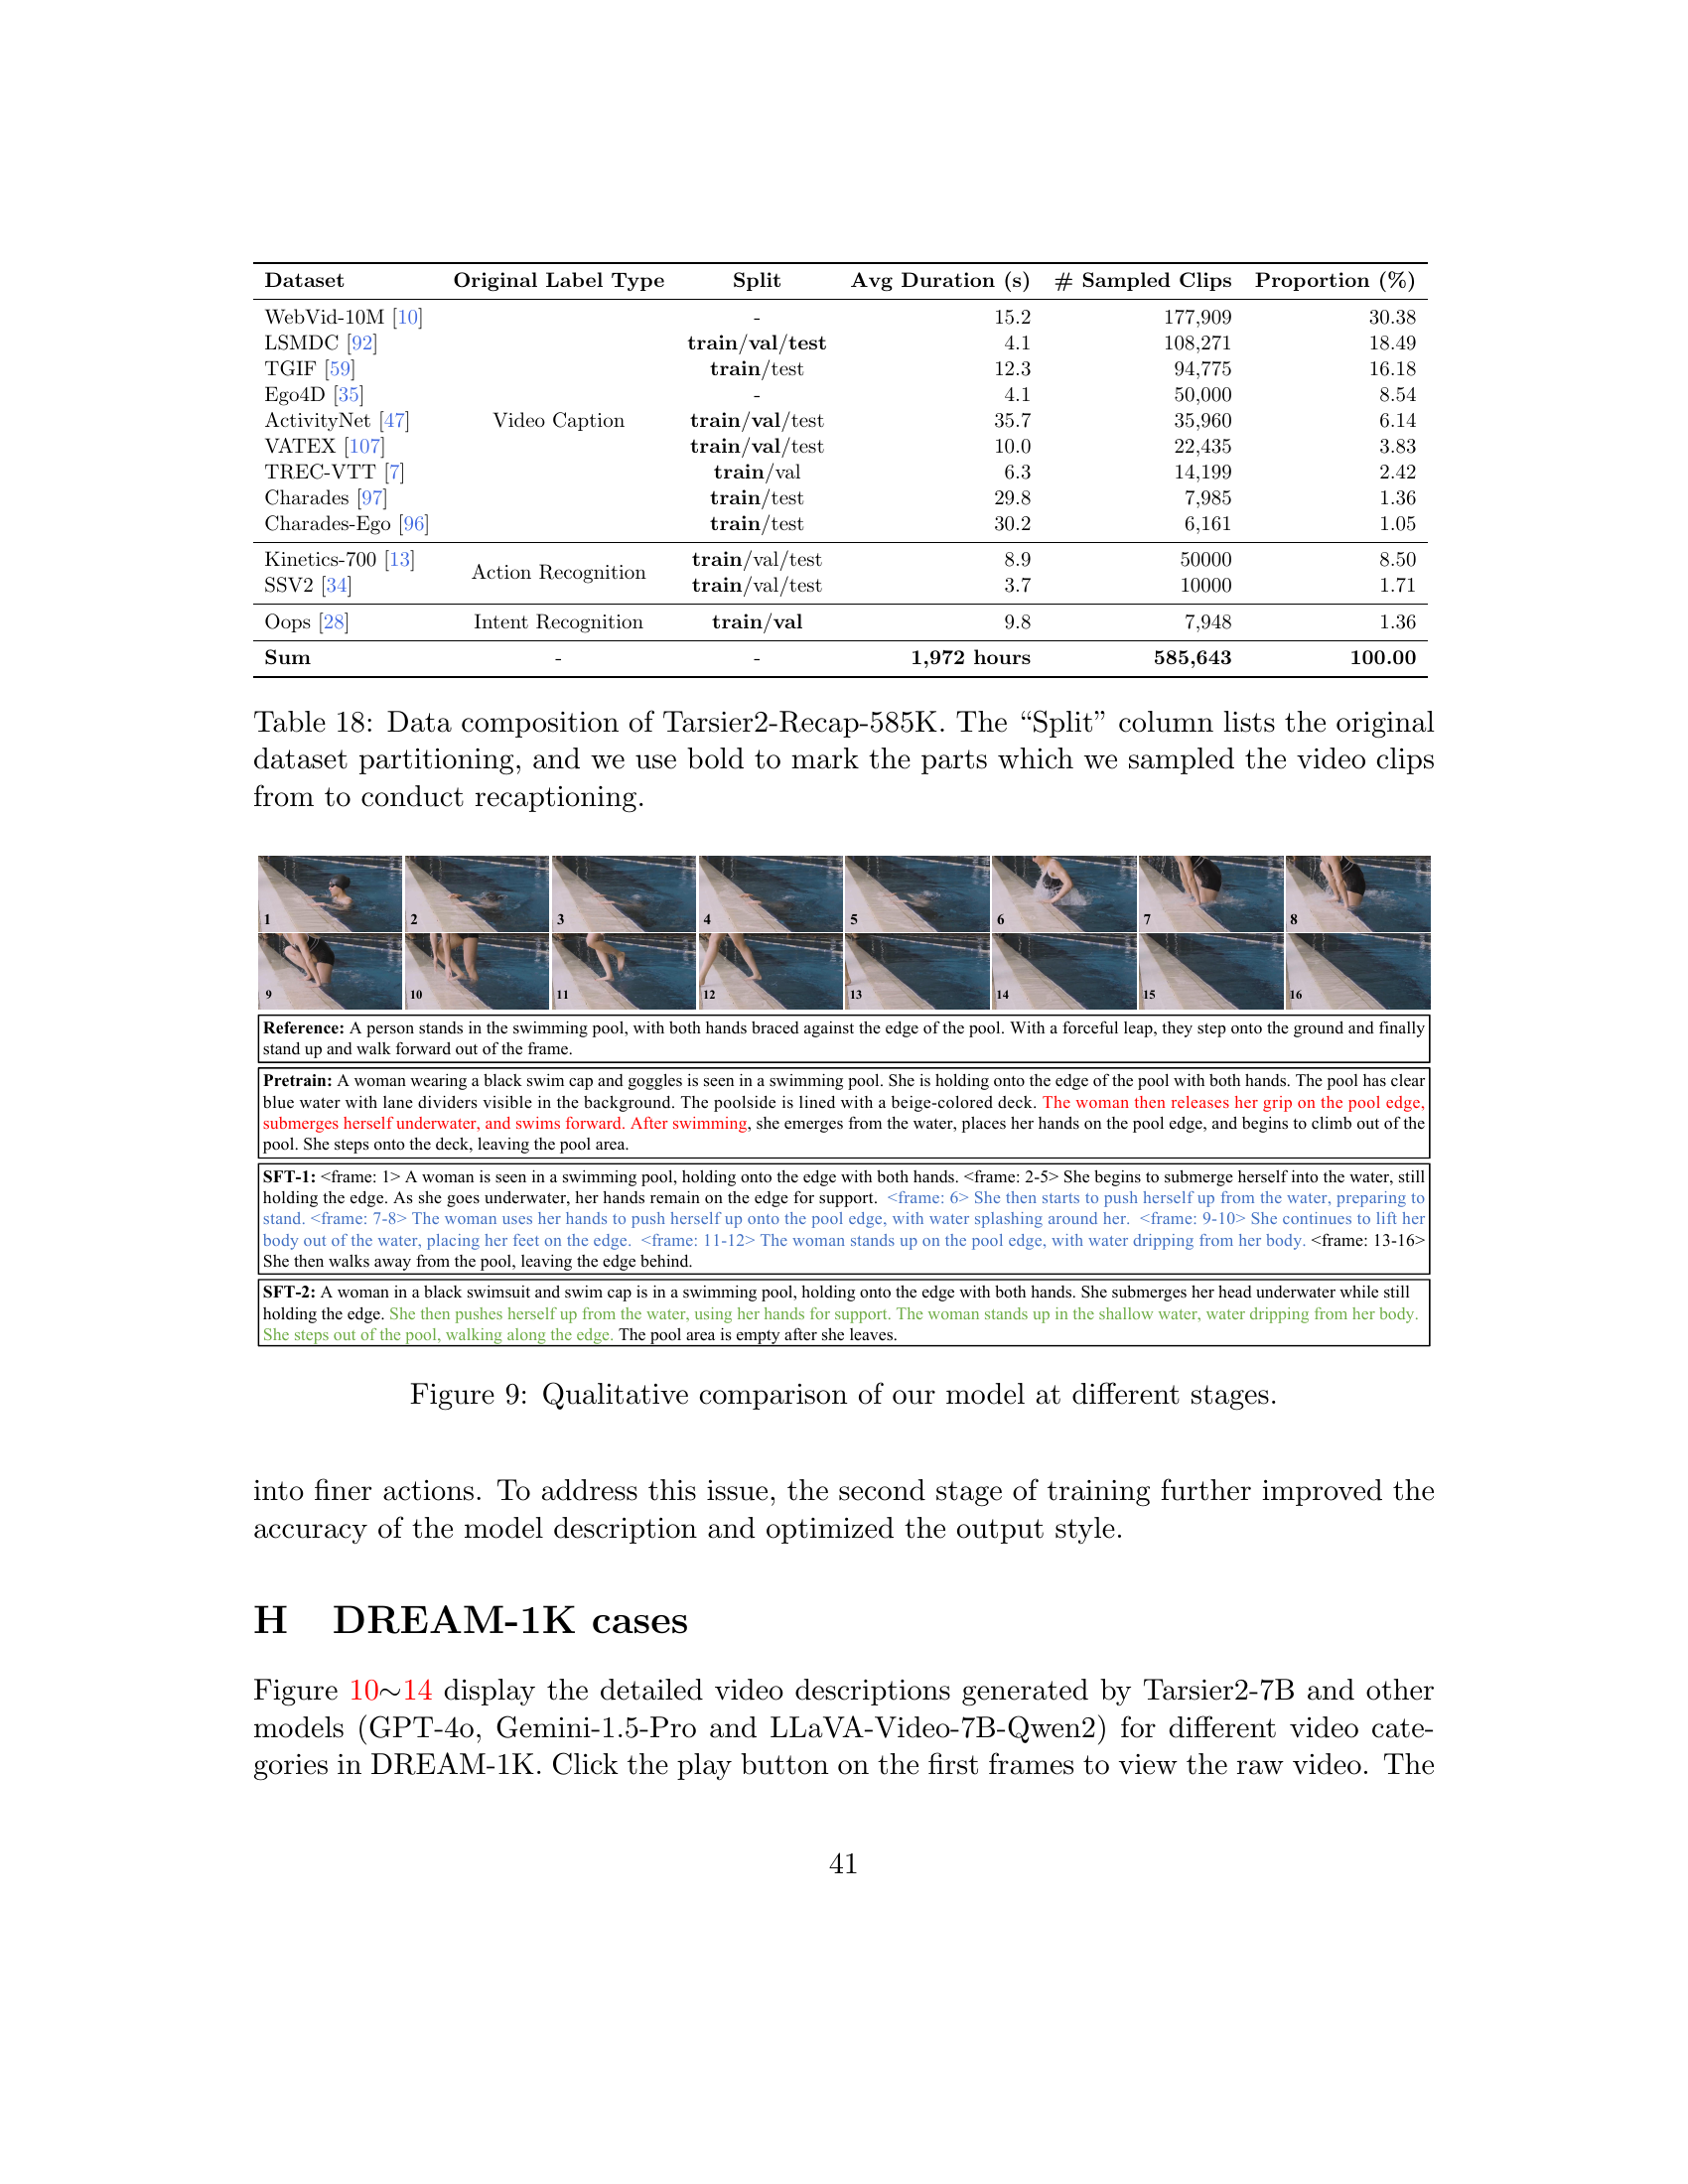 Dataset Original Label Type Split Avg Duration (s) # Sampled Clips Proportion (%)
WebVid-10M [10] - 15.2 177,909 30.38
LSMDC [92] train/val/test 4.1 108,271 18.49
TGIF [59] train/test 12.3 94,775 16.18
Ego4D [35] - 4.1 50,000 8.54
ActivityNet [47] Video Caption train/val/test 35.7 35,960 6.14
VATEX [107] train/val/test 10.0 22,435 3.83
TREC-VTT [7] train/val 6.3 14,199 2.42
Charades [97] train/test 29.8 7,985 1.36
Charades-Ego [96] train/test 30.2 6,161 1.05
Kinetics-700 [13] train/val/test 8.9 50000 8.50
Action Recognition
SSV2 [34] train/val/test 3.7 10000 1.71
Oops [28] Intent Recognition train/val 9.8 7,948 1.36
Sum - - 1,972 hours 585,643 100.00
Table 18: Data composition of Tarsier2-Recap-585K. The “Split” column lists the original
dataset partitioning, and we use bold to mark the parts which we sampled the video clips
from to conduct recaptioning.
1 2 3 4 5 6 7 8
9 10 11 12 13 14 15 16
Reference: A person stands in the swimming pool, with both hands braced against the edge of the pool. With a forceful leap, they step onto the ground and finally
stand up and walk forward out of the frame.
Pretrain: A woman wearing a black swim cap and goggles is seen in a swimming pool. She is holding onto the edge of the pool with both hands. The pool has clear
blue water with lane dividers visible in the background. The poolside is lined with a beige-colored deck. The woman then releases her grip on the pool edge,
submerges herself underwater, and swims forward. After swimming, she emerges from the water, places her hands on the pool edge, and begins to climb out of the
pool. She steps onto the deck, leaving the pool area.
SFT-1: <frame: 1> A woman is seen in a swimming pool, holding onto the edge with both hands. <frame: 2-5> She begins to submerge herself into the water, still
holding the edge. As she goes underwater, her hands remain on the edge for support. <frame: 6> She then starts to push herself up from the water, preparing to
stand. <frame: 7-8> The woman uses her hands to push herself up onto the pool edge, with water splashing around her. <frame: 9-10> She continues to lift her
body out of the water, placing her feet on the edge. <frame: 11-12> The woman stands up on the pool edge, with water dripping from her body. <frame: 13-16>
She then walks away from the pool, leaving the edge behind.
SFT-2: A woman in a black swimsuit and swim cap is in a swimming pool, holding onto the edge with both hands. She submerges her head underwater while still
holding the edge. She then pushes herself up from the water, using her hands for support. The woman stands up in the shallow water, water dripping from her body.
She steps out of the pool, walking along the edge. The pool area is empty after she leaves.
Figure 9: Qualitative comparison of our model at different stages.
into finer actions. To address this issue, the second stage of training further improved the
accuracy of the model description and optimized the output style.
H DREAM-1K cases
Figure 10∼14 display the detailed video descriptions generated by Tarsier2-7B and other
models (GPT-4o, Gemini-1.5-Pro and LLaVA-Video-7B-Qwen2) for different video cate-
gories in DREAM-1K. Click the play button on the first frames to view the raw video. The
41